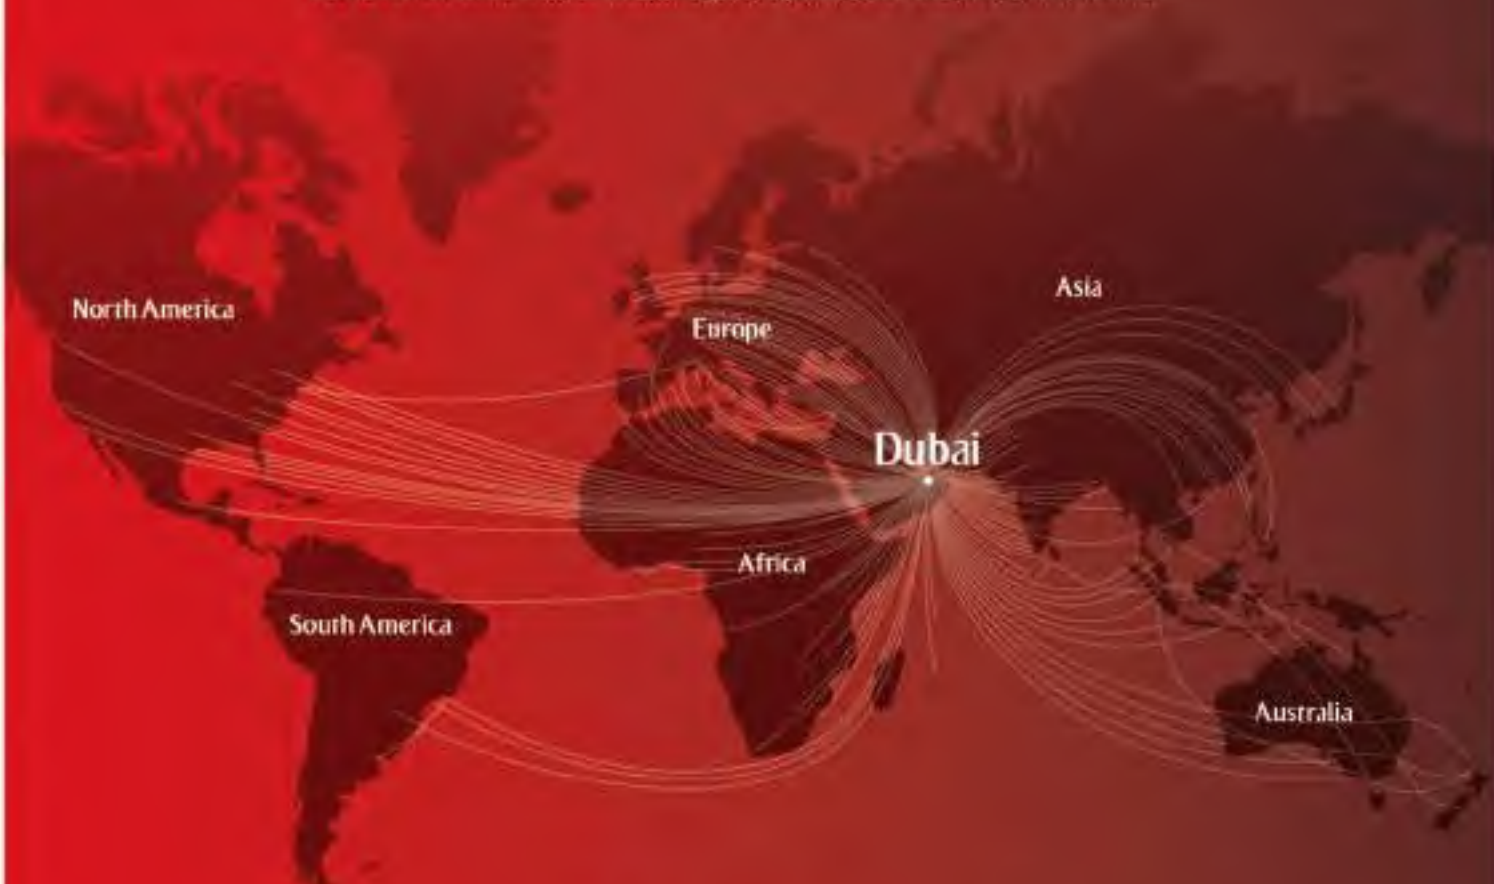 Asia
North America
Europe
Dubai
Africa
South America
Australia